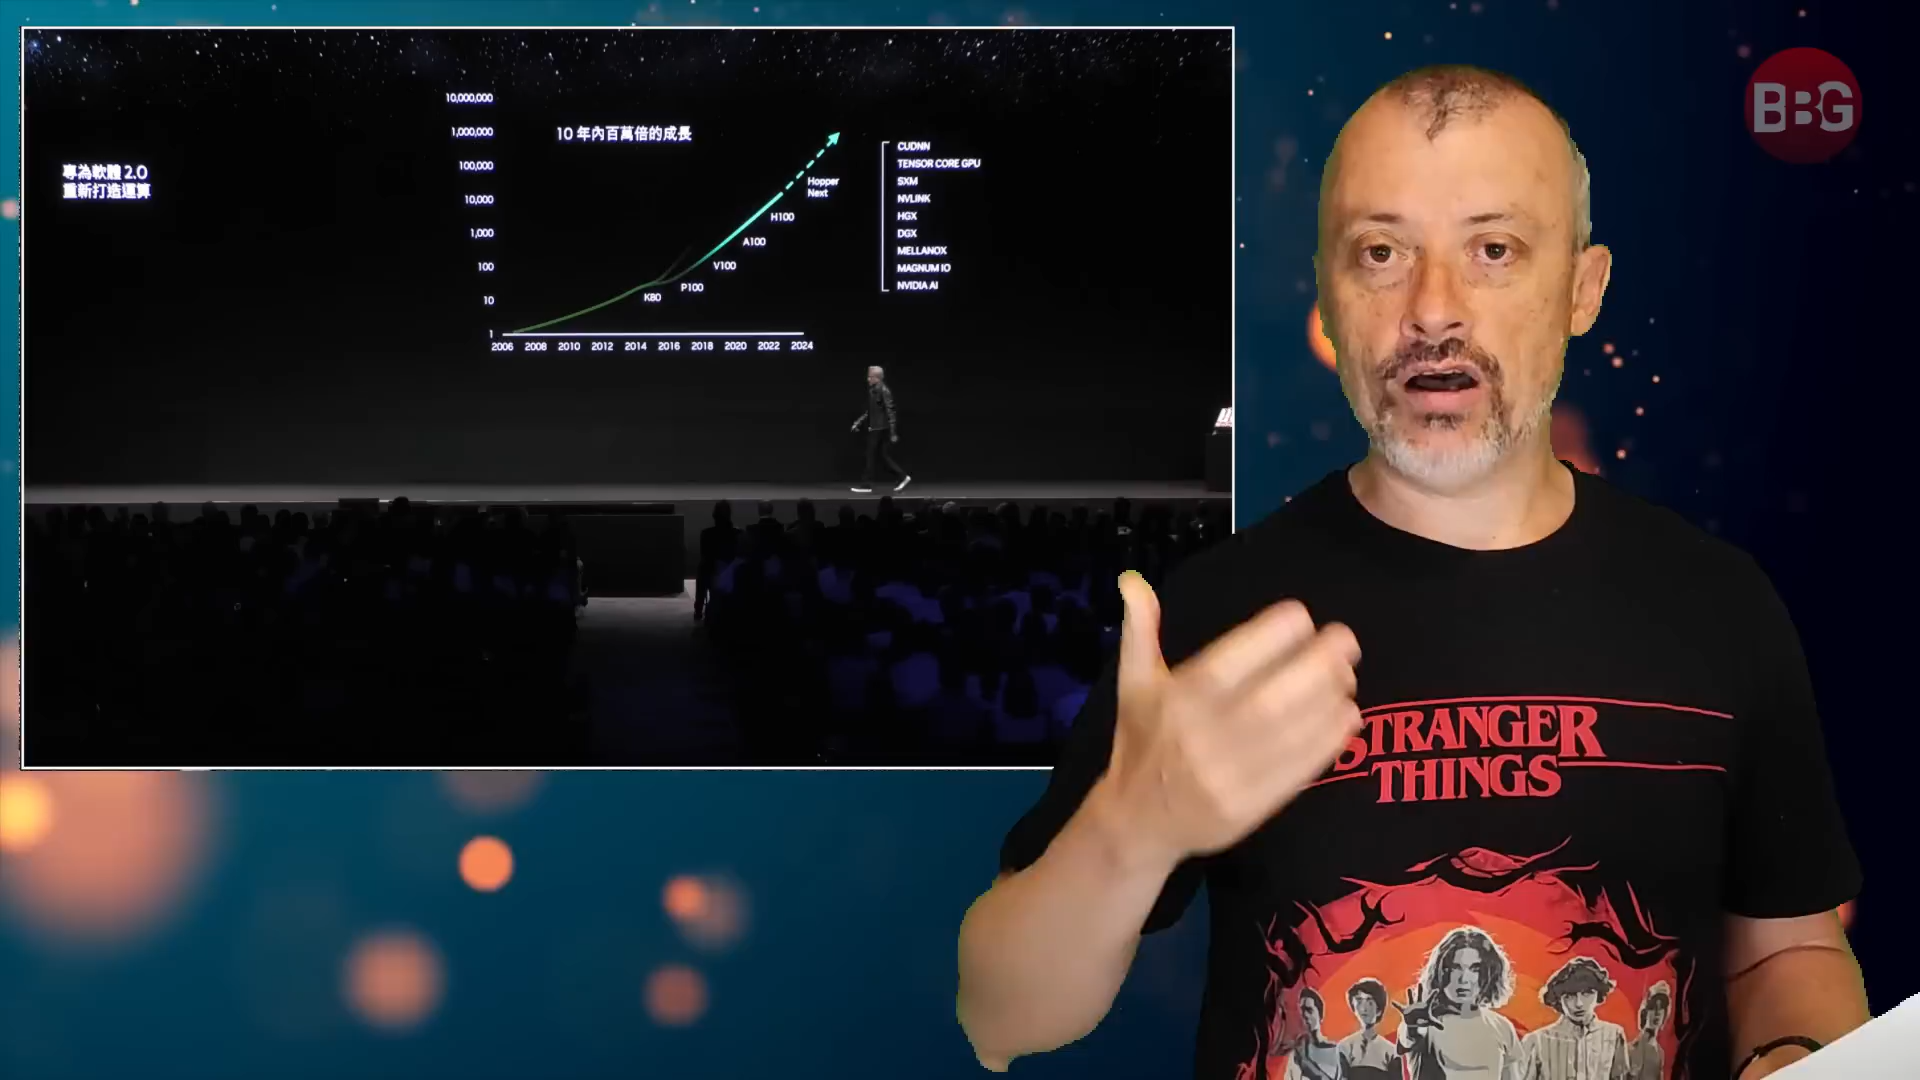 BBG
10,000,000
1,000,000
100,000
10,000
1,000
100
10
1
10 年內百萬倍的成長
專為軟體 2.0
重新打造運算
Hopper
Next
H100
A100
V100
P100
K80
2006 2008 2010 2012 2014 2016 2018 2020 2022 2024
CUDNN
TENSOR CORE GPU
SXM
NVLINK
HGX
DGX
MELLANOX
MAGNUM IO
NVIDIA AI
STRANGER
THINGS